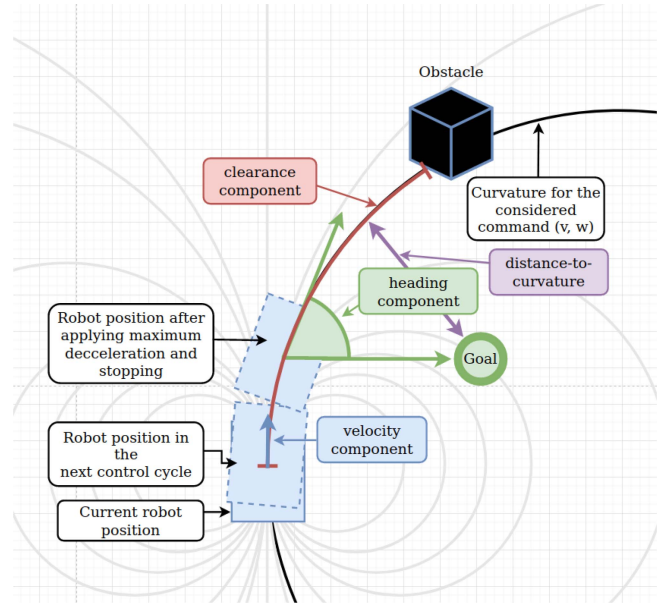 Obstacle
clearance
component
Curvature for the
considered
command (v, w)
distance-to-
curvature
heading
component
Robot position after
applying maximum
decceleration and
stopping
Goal
Robot position in
the
next control cycle
velocity
component
Current robot
position